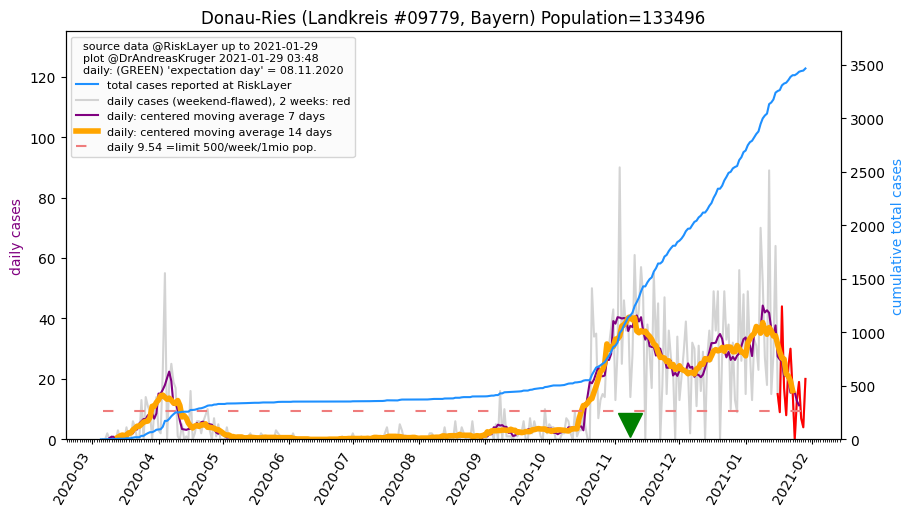 Donau-Ries (Landkreis #09779, Bayern) Population=133496
source data @RiskLayer up to 2021-01-29
plot @DrAndreasKruger 2021-01-29 03:48
daily: (GREEN) 'expectation day' = 08.11.2020
total cases reported at RiskLayer
daily cases (weekend-flawed), 2 weeks: red
daily: centered moving average 7 days
daily: centered moving average 14 days
daily 9.54 =limit 500/week/1mio pop.
daily cases
120
100
80
60
40
20
0
cumulative total cases
3500
3000
2500
2000
1500
1000
500
0
2020-03
2020-04
2020-05
2020-06
2020-07
2020-08
2020-09
2020-10
2020-11
2020-12
2021-01
2021-02